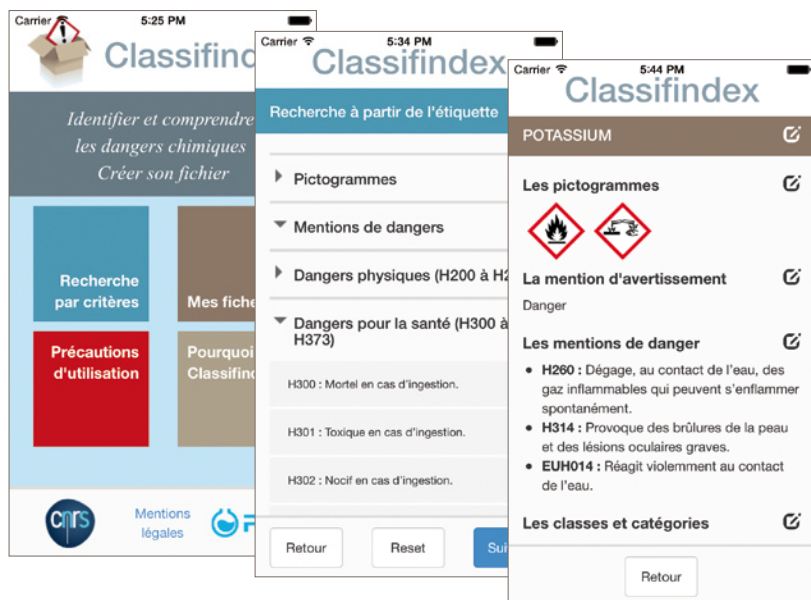 Carrier
5:25 PM
Classifind
Identifier et comprendre
les dangers chimiques
Créer son fichier
Recherche
par critères
Mes fiche
Précautions
d'utilisation
Pourquoi
Classifind
cnrs
Mentions
légales
Carrier
5:34 PM
Classifindex
Recherche à partir de l'étiquette
Pictogrammes
Mentions de dangers
Dangers physiques (H200 à H2
Dangers pour la santé (H300 à
H373)
H300 : Mortel en cas d'ingestion.
H301 : Toxique en cas d'ingestion.
H302 : Nocif en cas d'ingestion.
Retour
Reset
Sui
Carrier
5:44 PM
Classifindex
POTASSIUM
Les pictogrammes
La mention d'avertissement
Danger
Les mentions de danger
• H260 : Dégage, au contact de l'eau, des
gaz inflammables qui peuvent s'enflammer
spontanément.
• H314 : Provoque des brûlures de la peau
et des lésions oculaires graves.
• EUH014 : Réagit violemment au contact
de l'eau.
Les classes et catégories
Retour